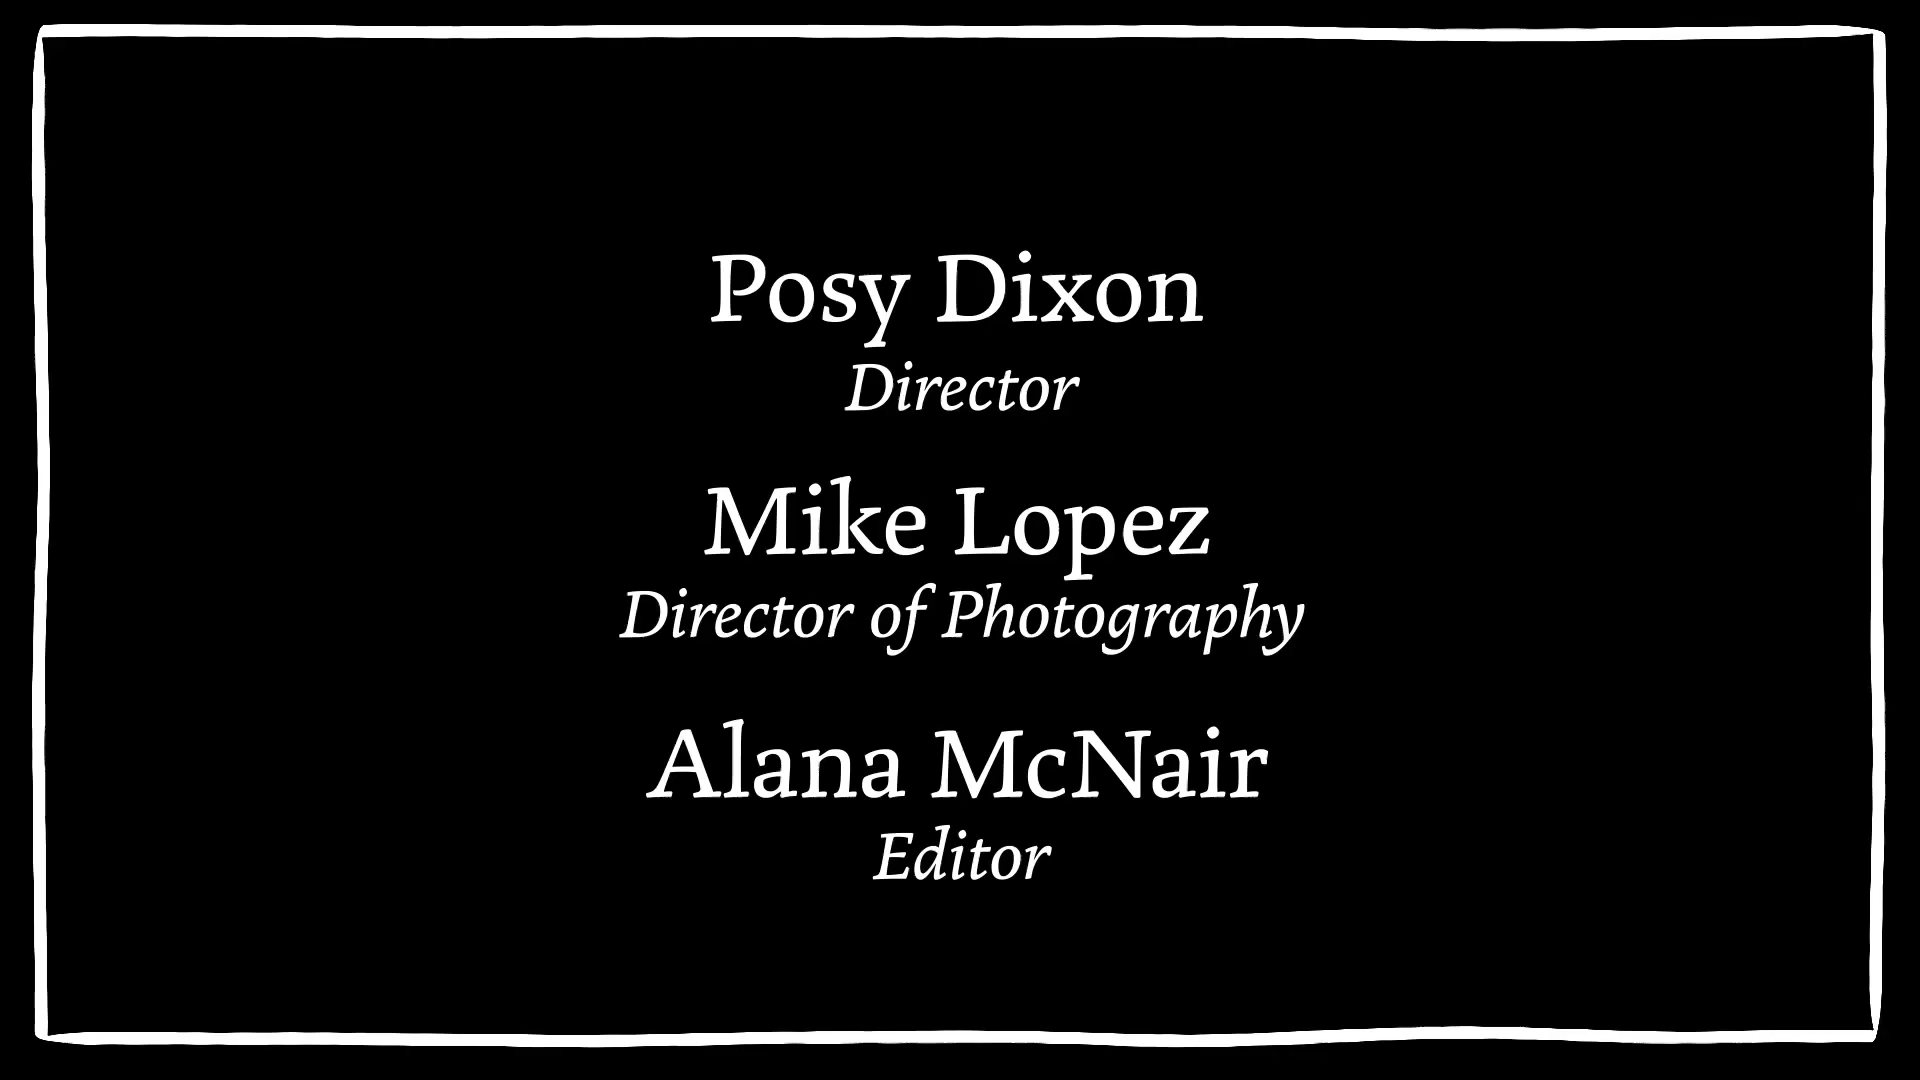 Posy Dixon
Director
Mike Lopez
Director of Photography
Alana McNair
Editor